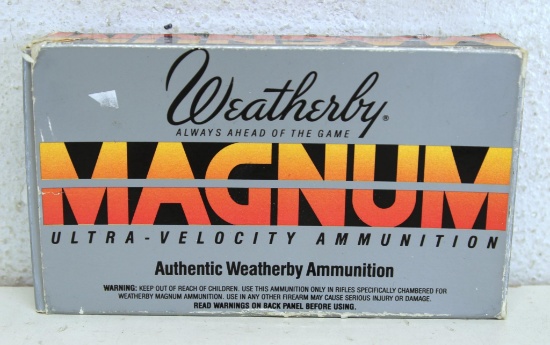 Weatherby®
ALWAYS AHEAD OF THE GAME
MAGNUM
ULTRA-VELOCITY AMMUNITION
Authentic Weatherby Ammunition
WARNING: KEEP OUT OF REACH OF CHILDREN. USE THIS AMMUNITION ONLY IN RIFLES SPECIFICALLY CHAMBERED FOR
WEATHERBY MAGNUM AMMUNITION. USE IN ANY OTHER FIREARM MAY CAUSE SERIOUS INJURY OR DAMAGE.
READ WARNINGS ON BACK PANEL BEFORE USING.